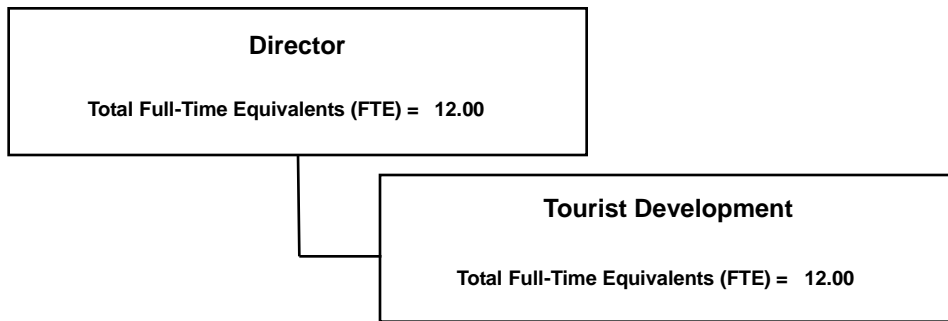 Director
Total Full-Time Equivalents (FTE) = 12.00
Tourist Development
Total Full-Time Equivalents (FTE) = 12.00